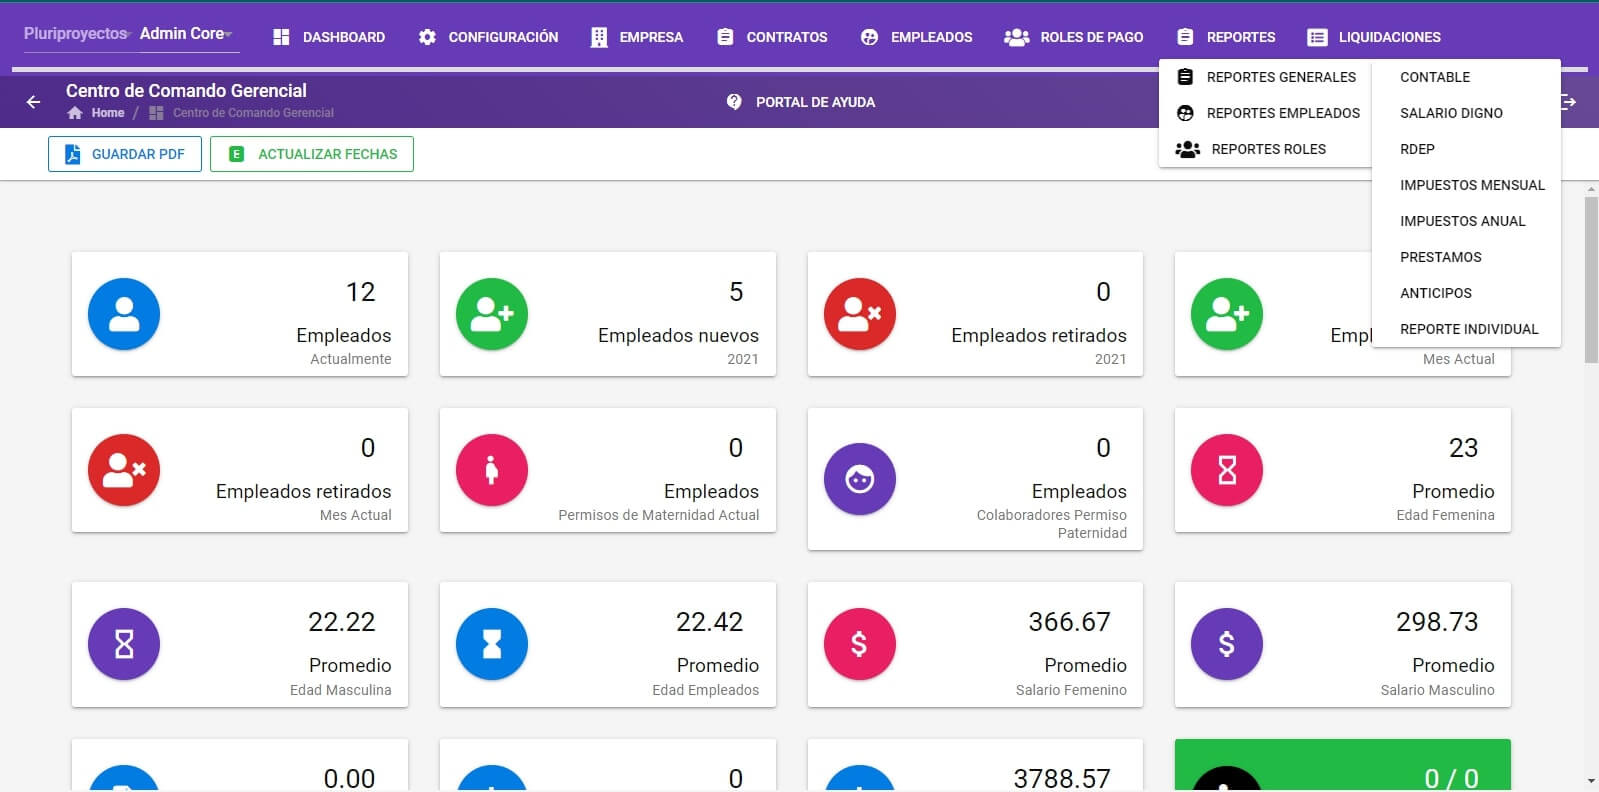 Pluriproyectos Admin Core DASHBOARD CONFIGURACIÓN EMPRESA CONTRATOS EMPLEADOS ROLES DE PAGO REPORTES LIQUIDACIONES
Centro de Comando Gerencial
Home / Centro de Comando Gerencial
PORTAL DE AYUDA
REPORTES GENERALES
REPORTES EMPLEADOS
REPORTES ROLES
CONTABLE
SALARIO DIGNO
RDEP
IMPUESTOS MENSUAL
IMPUESTOS ANUAL
PRESTAMOS
ANTICIPOS
REPORTE INDIVIDUAL
GUARDAR PDF
E ACTUALIZAR FECHAS
12
Empleados
Actualmente
5
Empleados nuevos
2021
0
Empleados retirados
2021
Mes Actual
0
Empleados retirados
Mes Actual
0
Empleados
Permisos de Maternidad Actual
0
Empleados
Colaboradores Permiso
Paternidad
23
Promedio
Edad Femenina
22.22
Promedio
Edad Masculina
22.42
Promedio
Edad Empleados
$
366.67
Promedio
Salario Femenino
$
298.73
Promedio
Salario Masculino
0.00
0
3788.57
0 / 0